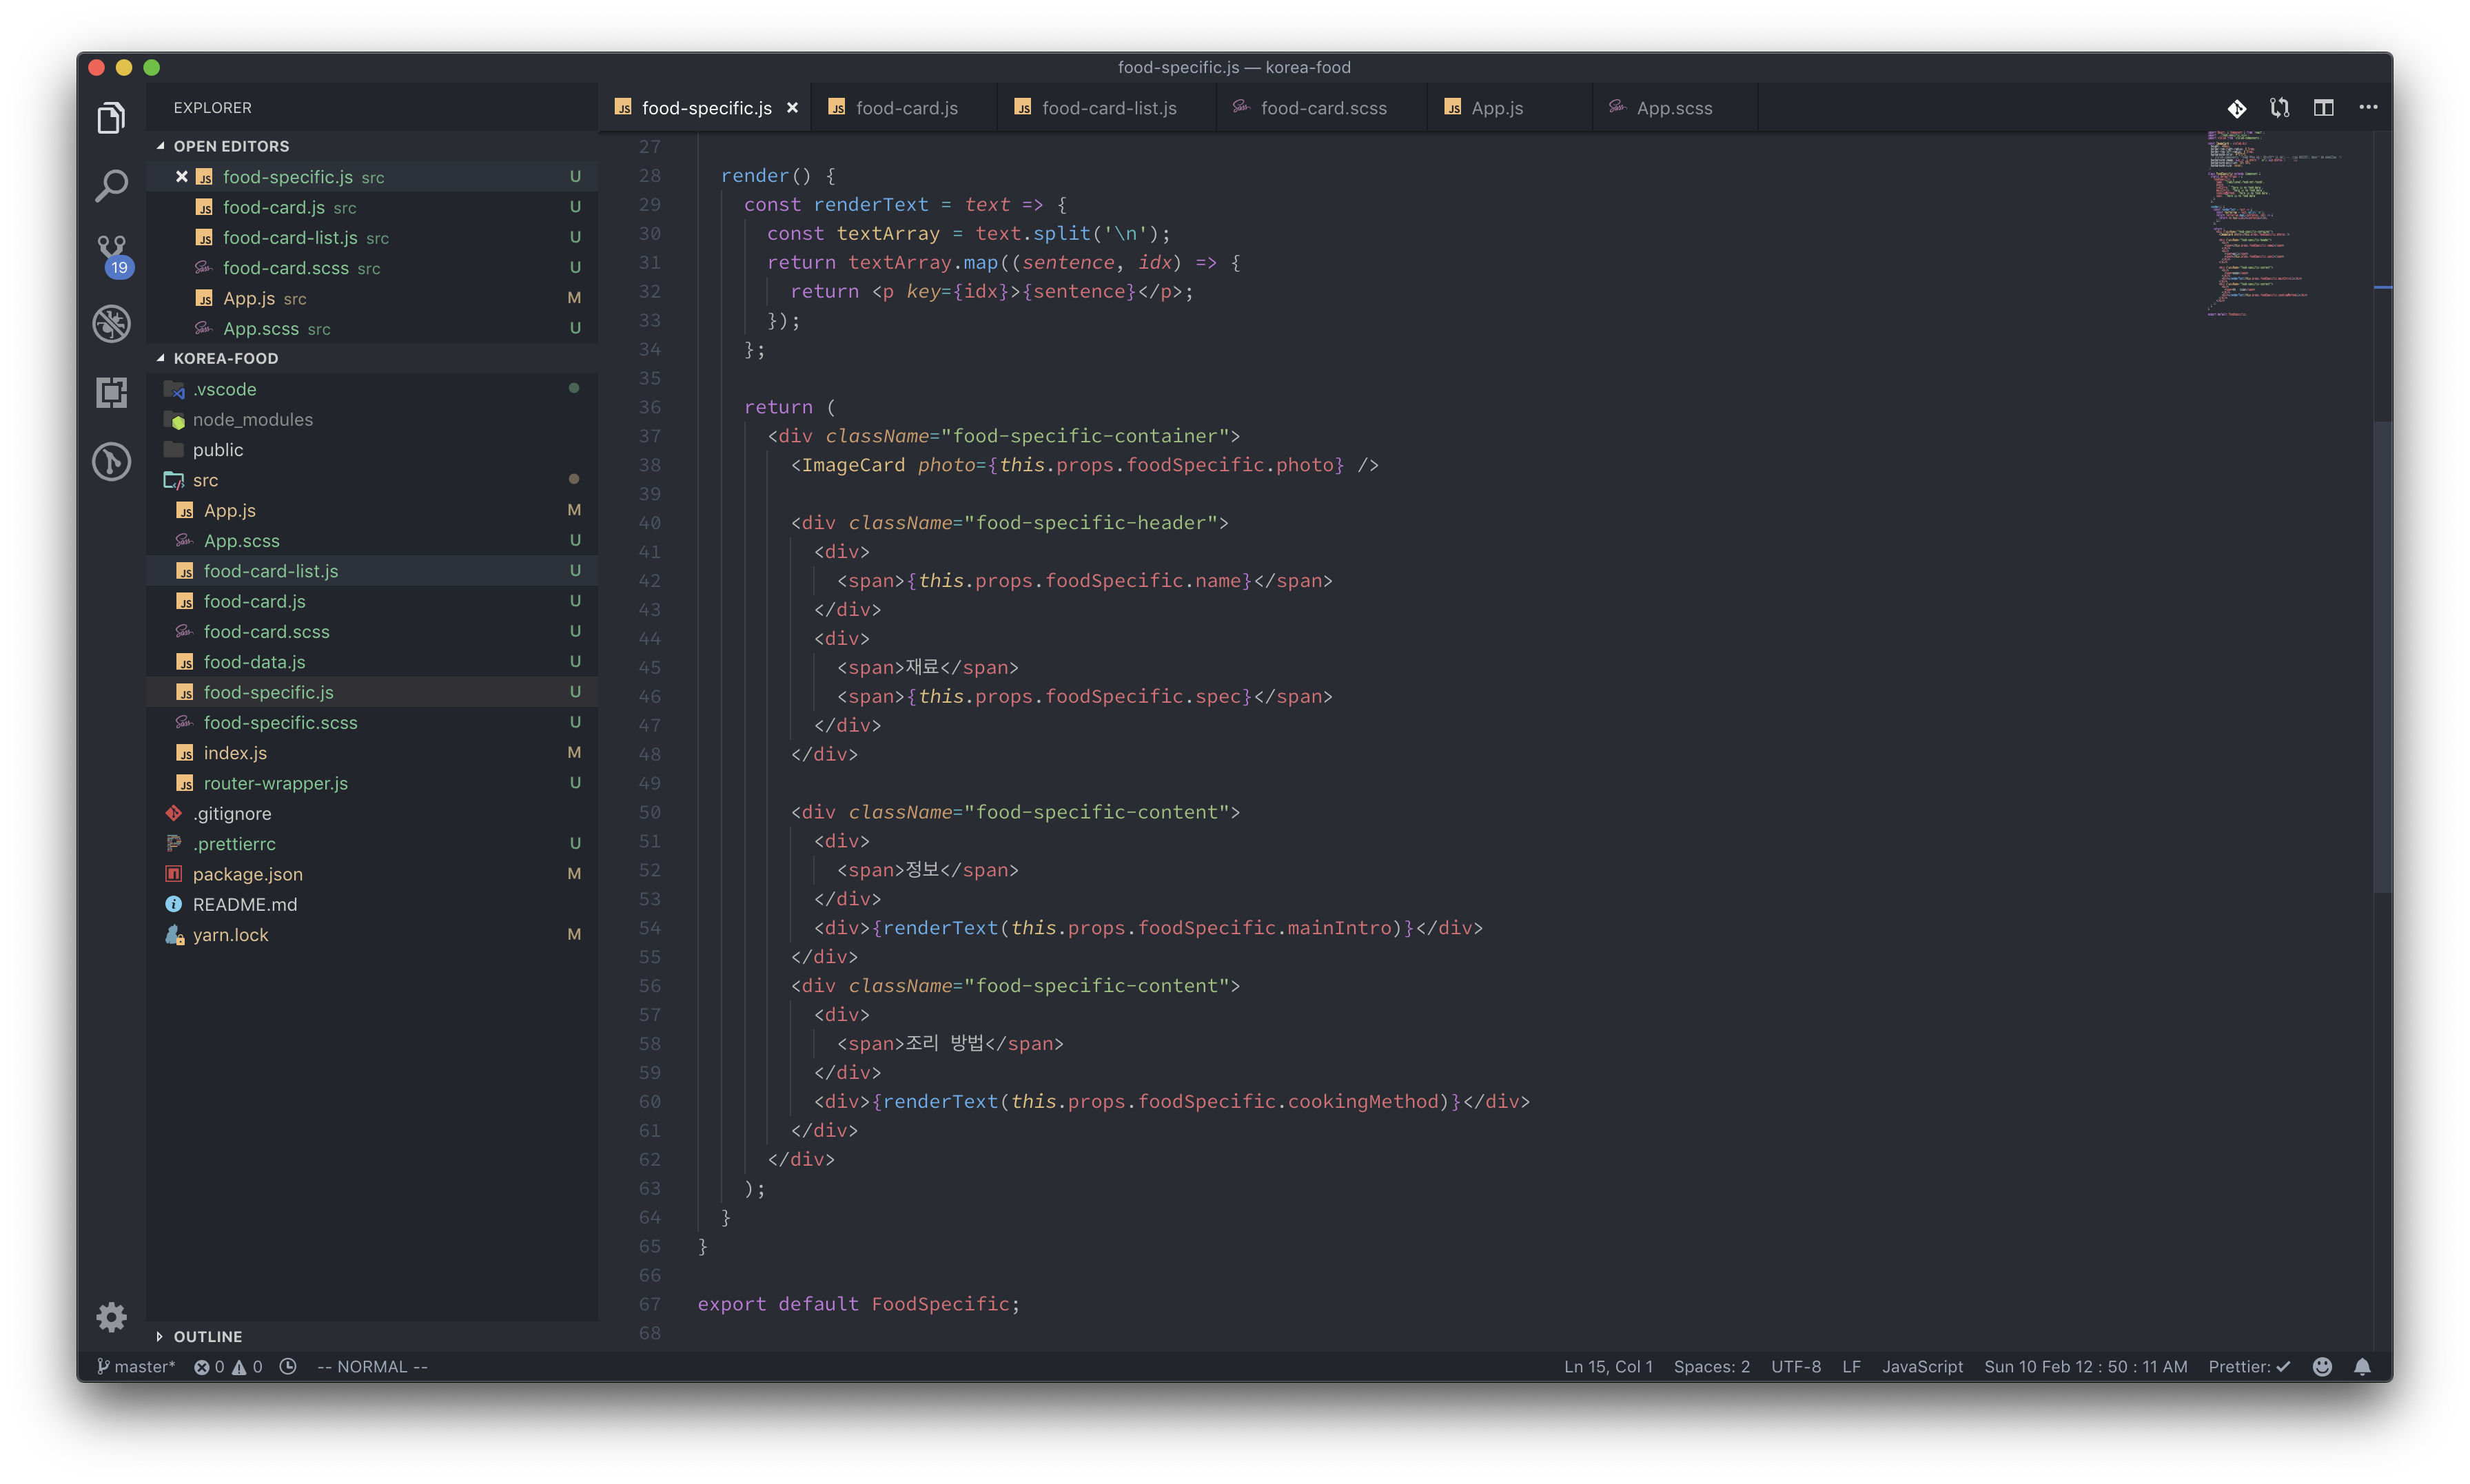 food-specific.js — korea-food
EXPLORER
OPEN EDITORS
food-specific.js src U
food-card.js src U
food-card-list.js src U
food-card.scss src U
App.js src M
App.scss src U
KOREA-FOOD
.vscode
node_modules
public
src
App.js M
App.scss U
food-card-list.js U
food-card.js U
food-card.scss U
food-data.js U
food-specific.js U
food-specific.scss U
index.js M
router-wrapper.js U
.gitignore
.prettierrc U
package.json M
README.md
yarn.lock M
OUTLINE
19
food-specific.js food-card.js food-card-list.js food-card.scss App.js App.scss
27
28 render() {
29 const renderText = text => {
30 const textArray = text.split('\n');
31 return textArray.map((sentence, idx) => {
32 return <p key={idx}>{sentence}</p>;
33 });
34 };
35
36 return (
37 <div className="food-specific-container">
38 <ImageCard photo={this.props.foodSpecific.photo} />
39
40 <div className="food-specific-header">
41 <div>
42 <span>{this.props.foodSpecific.name}</span>
43 </div>
44 <div>
45 <span>재료</span>
46 <span>{this.props.foodSpecific.spec}</span>
47 </div>
48 </div>
49
50 <div className="food-specific-content">
51 <div>
52 <span>정보</span>
53 </div>
54 <div>{renderText(this.props.foodSpecific.mainIntro)}</div>
55 </div>
56 <div className="food-specific-content">
57 <div>
58 <span>조리 방법</span>
59 </div>
60 <div>{renderText(this.props.foodSpecific.cookingMethod)}</div>
61 </div>
62 </div>
63 );
64 }
65 }
66
67 export default FoodSpecific;
68
master* 0 0 -- NORMAL -- Ln 15, Col 1 Spaces: 2 UTF-8 LF JavaScript Sun 10 Feb 12 : 50 : 11 AM Prettier: ✓